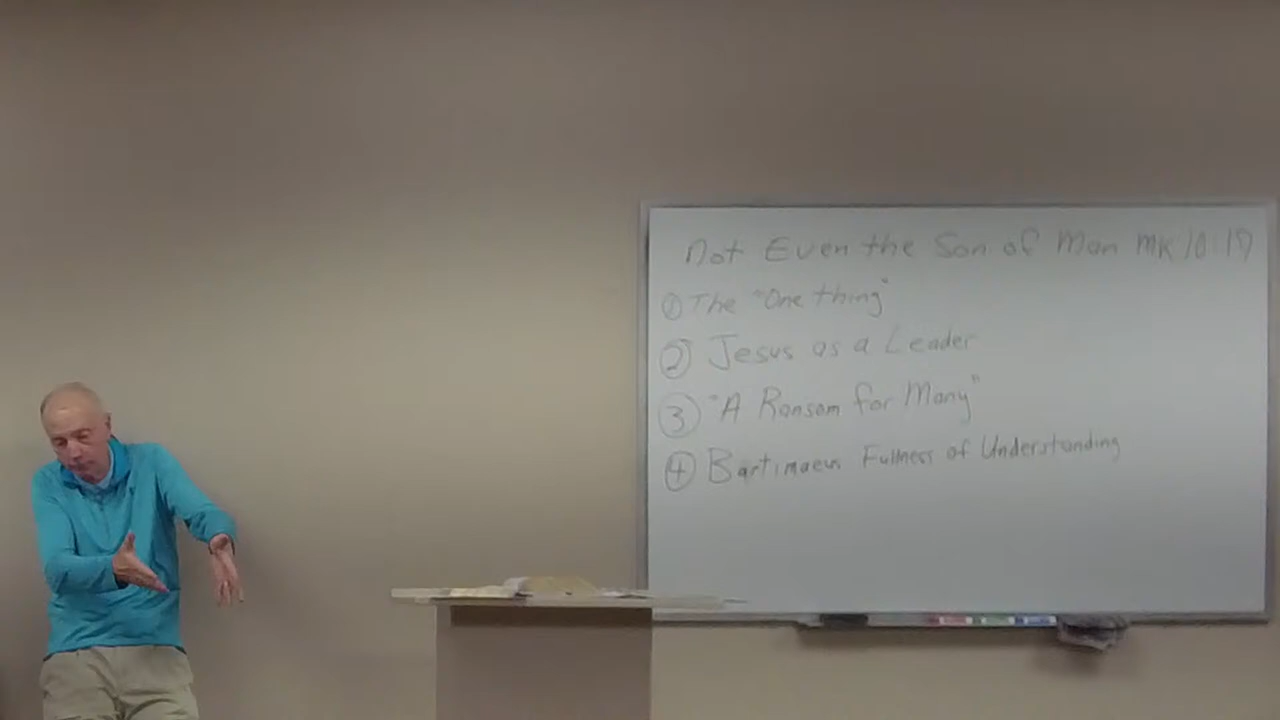 Not Even the Son of Man MK 10:17
① The "One thing"
② Jesus as a Leader
③ "A Ransom for Many"
④ Bartimaeus Fullness of Understanding